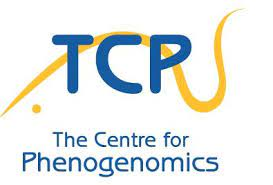 TCP
The Centre for
Phenogenomics